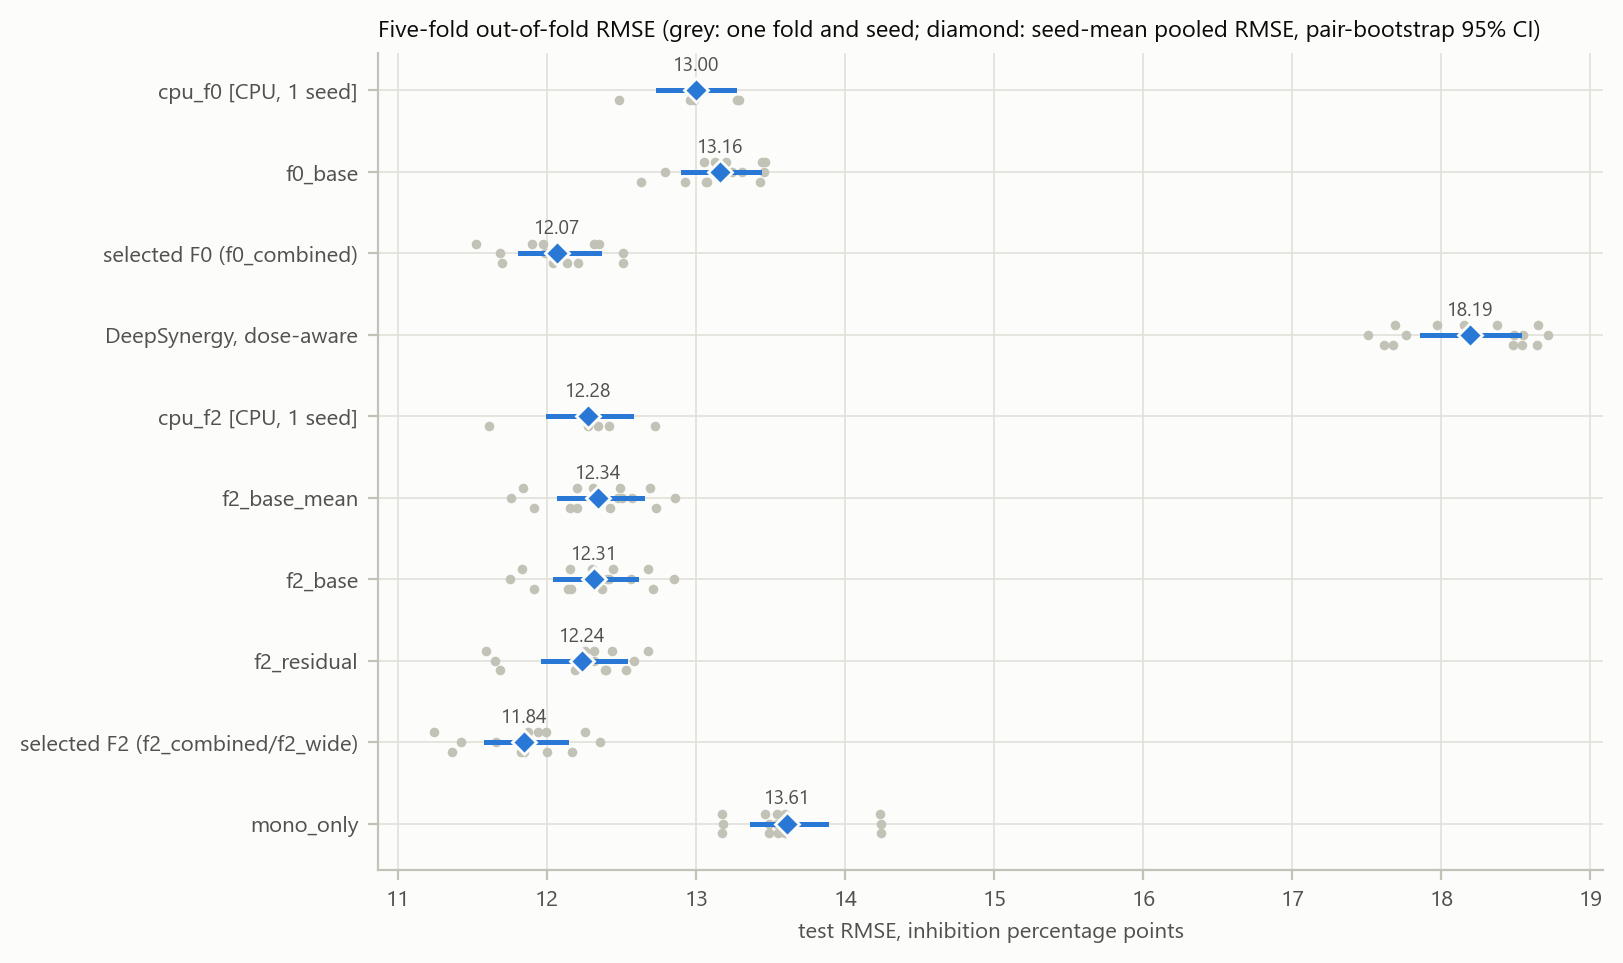 Five-fold out-of-fold RMSE (grey: one fold and seed; diamond: seed-mean pooled RMSE, pair-bootstrap 95% CI)
cpu_f0 [CPU, 1 seed]
13.00
f0_base
13.16
selected F0 (f0_combined)
12.07
DeepSynergy, dose-aware
18.19
cpu_f2 [CPU, 1 seed]
12.28
f2_base_mean
12.34
f2_base
12.31
f2_residual
12.24
selected F2 (f2_combined/f2_wide)
11.84
mono_only
13.61
11 12 13 14 15 16 17 18 19
test RMSE, inhibition percentage points